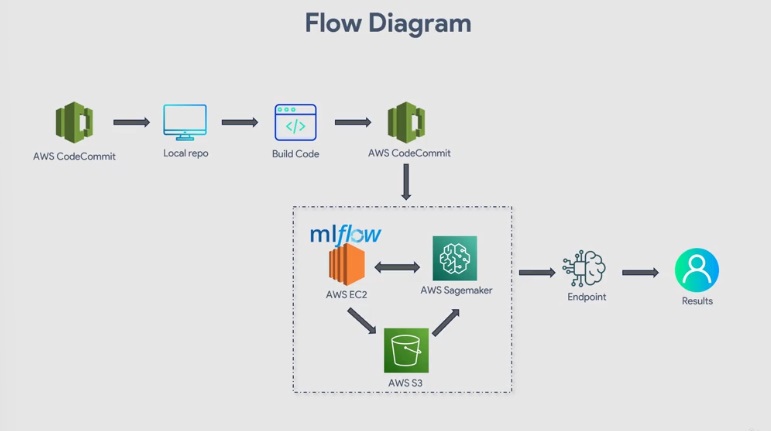 Flow Diagram
AWS CodeCommit
Local repo
</>
Build Code
AWS CodeCommit
mlflow
AWS EC2
AWS Sagemaker
Endpoint
Results
AWS S3